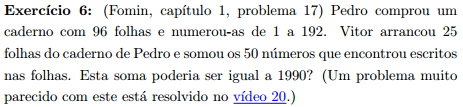 Exercício 6: (Fomin, capítulo 1, problema 17) Pedro comprou um
caderno com 96 folhas e numerou-as de 1 a 192. Vitor arrancou 25
folhas do caderno de Pedro e somou os 50 números que encontrou escritos
nas folhas. Esta soma poderia ser igual a 1990? (Um problema muito
parecido com este está resolvido no vídeo 20.)